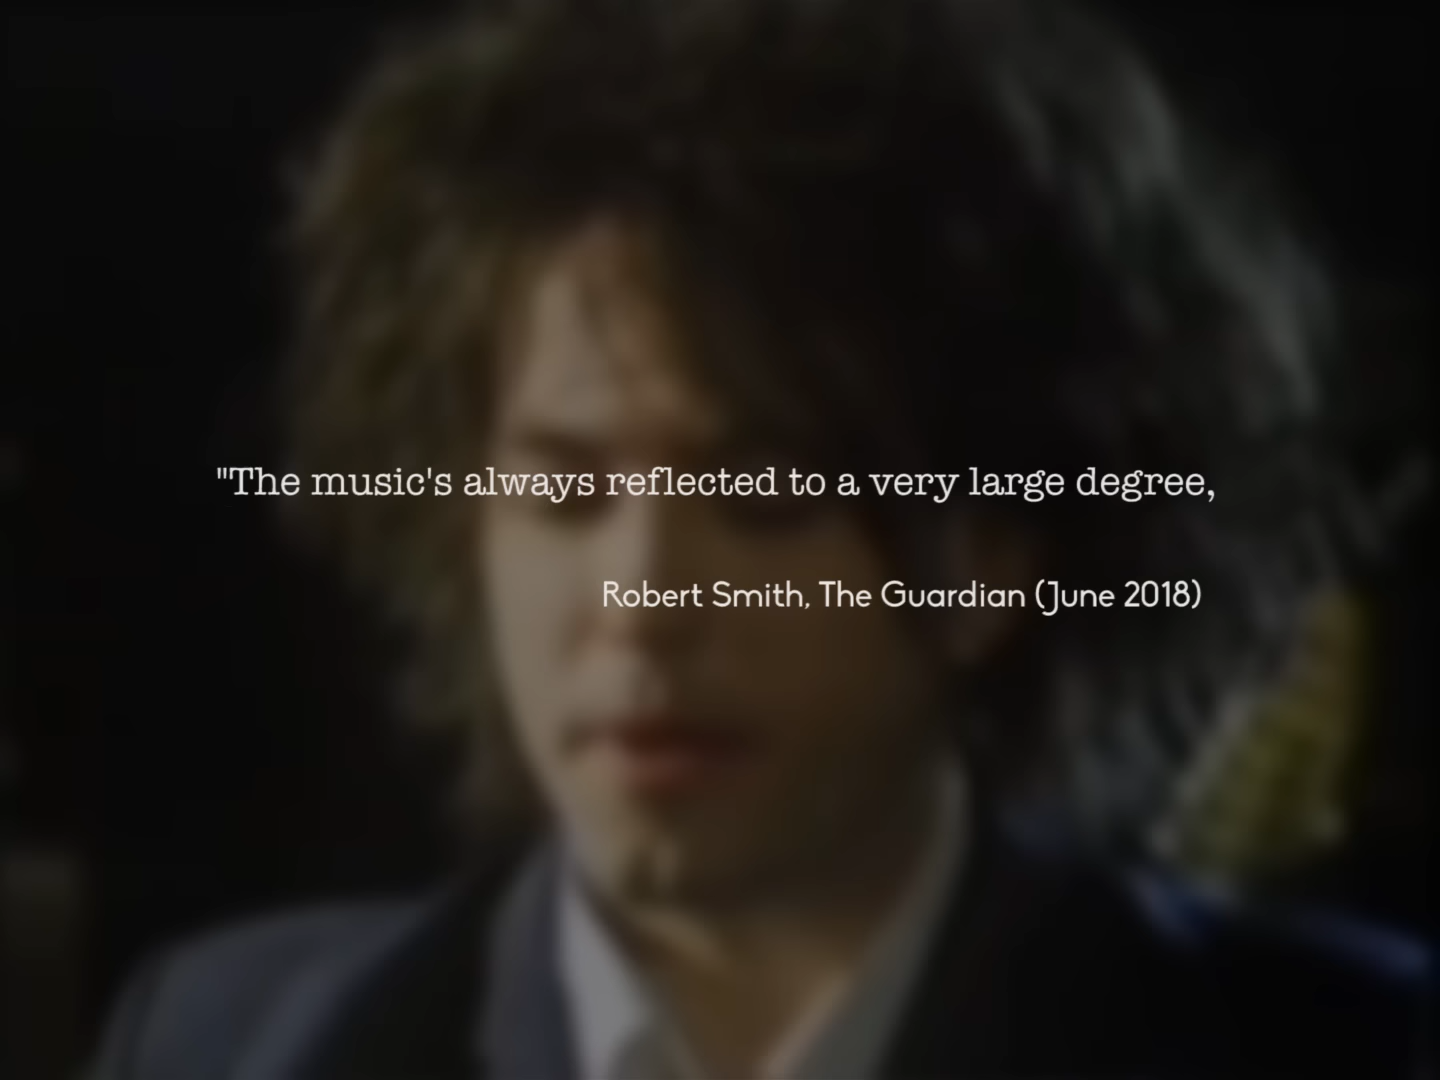 "The music's always reflected to a very large degree,
Robert Smith, The Guardian (June 2018)